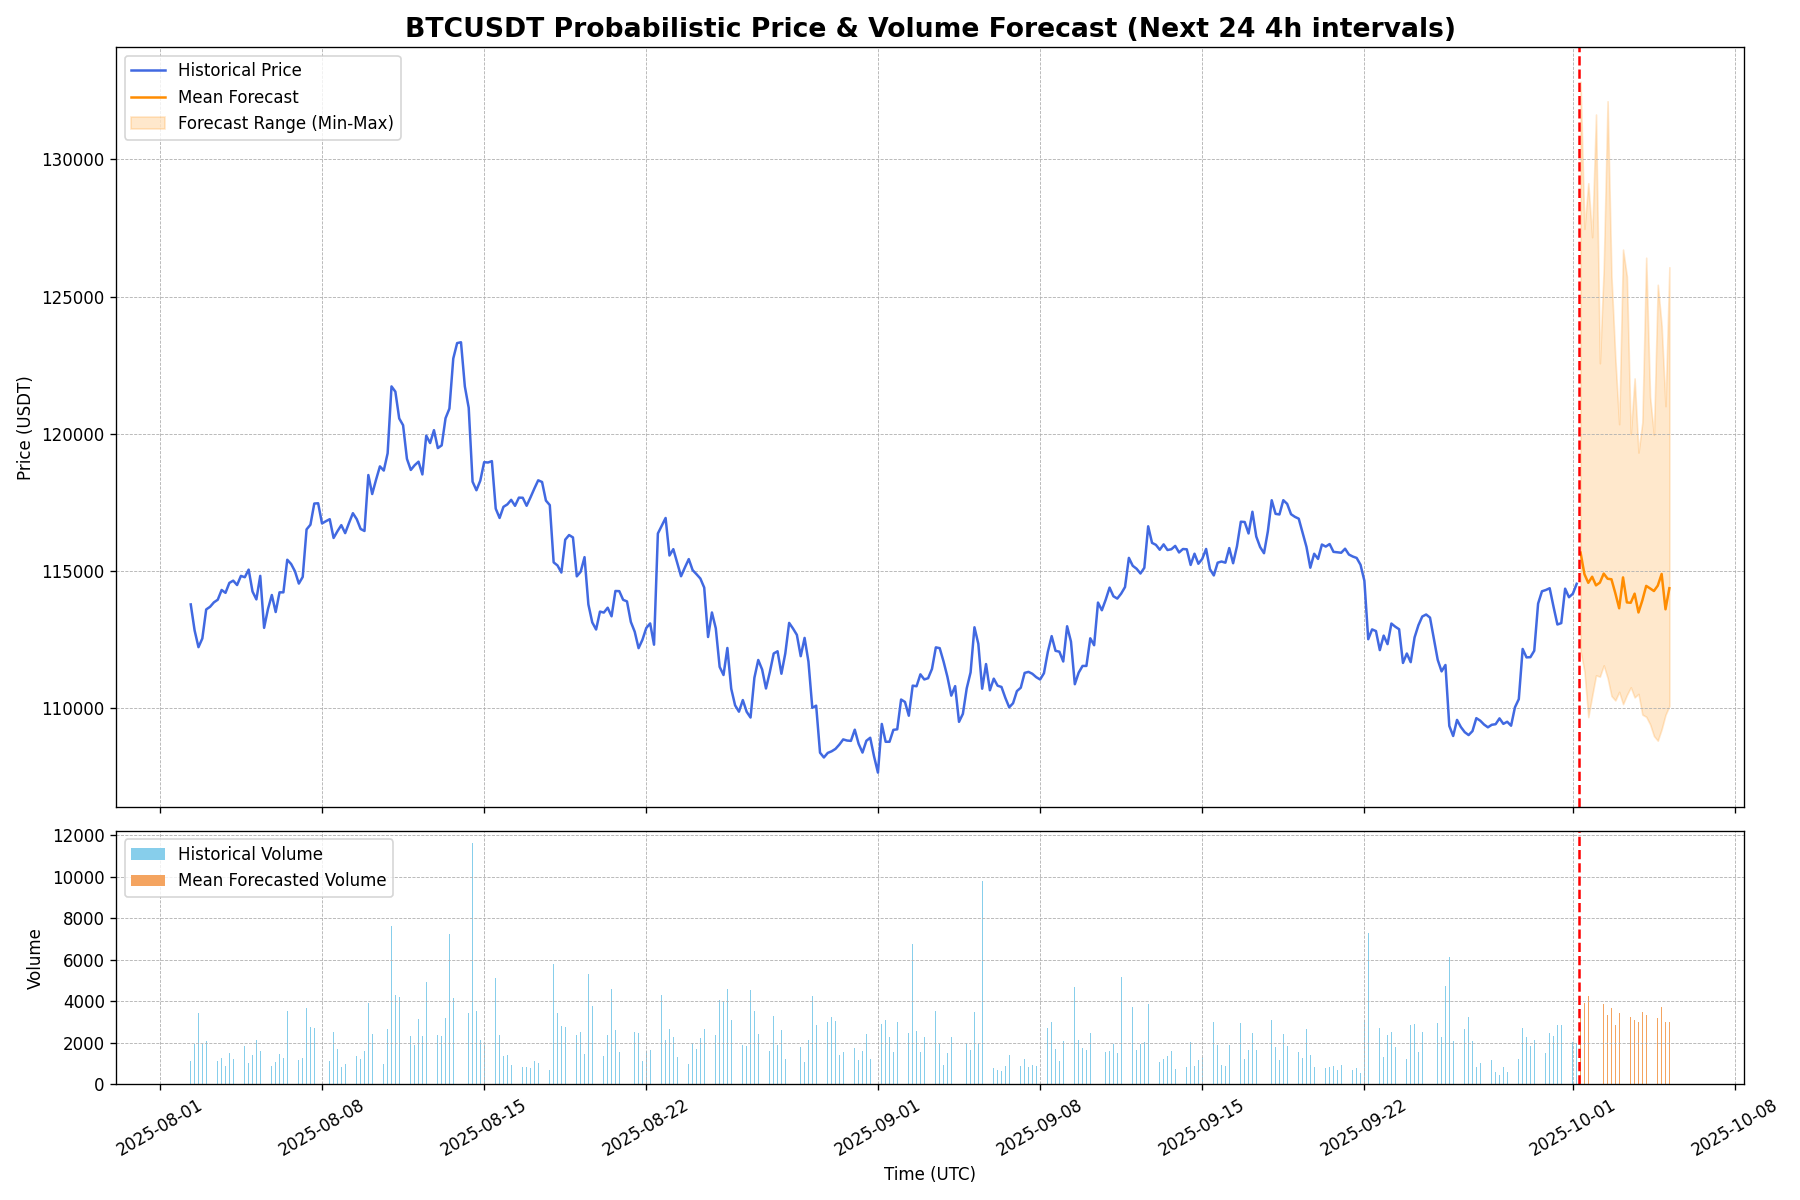 BTCUSDT Probabilistic Price & Volume Forecast (Next 24 4h intervals)
Historical Price
Mean Forecast
Forecast Range (Min-Max)
Price (USDT)
130000
125000
120000
115000
110000
Historical Volume
Mean Forecasted Volume
Volume
12000
10000
8000
6000
4000
2000
0
2025-08-01
2025-08-08
2025-08-15
2025-08-22
2025-09-01
2025-09-08
2025-09-15
2025-09-22
2025-10-01
2025-10-08
Time (UTC)